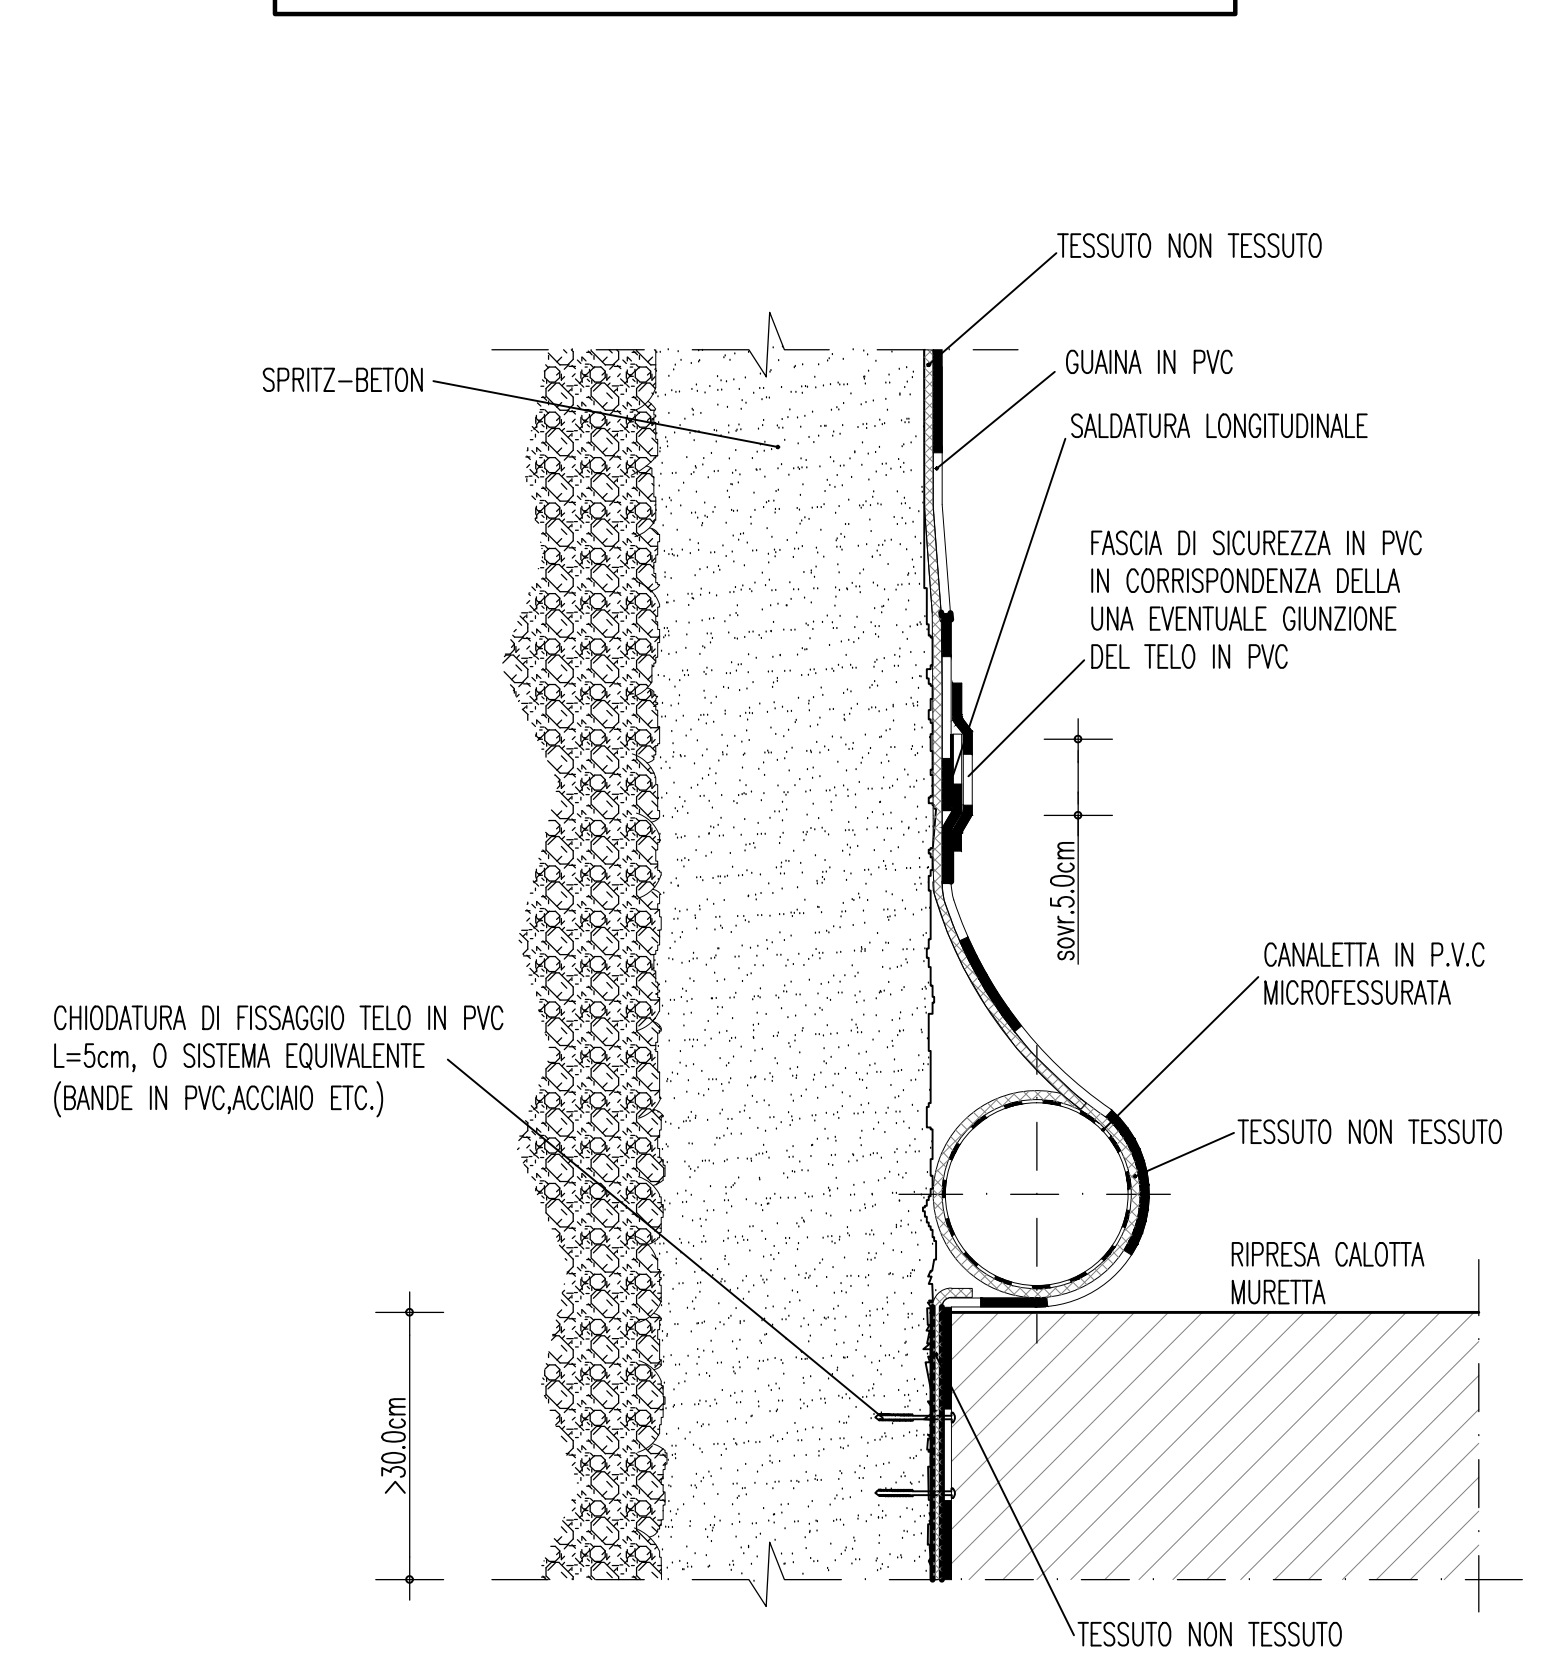 TESSUTO NON TESSUTO
GUAINA IN PVC
SPRITZ-BETON
SALDATURA LONGITUDINALE
FASCIA DI SICUREZZA IN PVC
IN CORRISPONDENZA DELLA
UNA EVENTUALE GIUNZIONE
DEL TELO IN PVC
sovr.5.0cm
CANALETTA IN P.V.C
MICROFESSURATA
CHIODATURA DI FISSAGGIO TELO IN PVC
L=5cm, O SISTEMA EQUIVALENTE
(BANDE IN PVC,ACCIAIO ETC.)
TESSUTO NON TESSUTO
RIPRESA CALOTTA
MURETTA
>30.0cm
TESSUTO NON TESSUTO